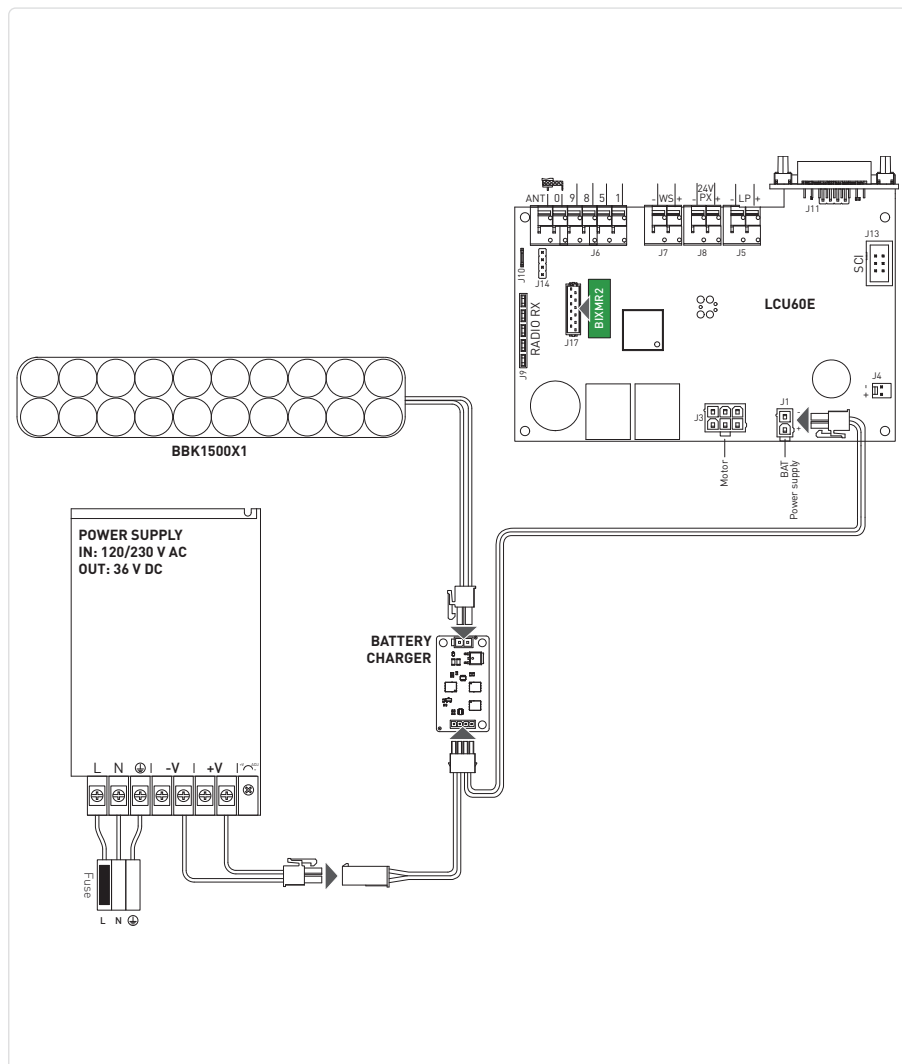 24V
ANT 0 9 8 5 1 - WS + - PX + - LP +
J11
J6 J7 J8 J5
J13
SCI
J10
J14
BIXMR2
LCU60E
RADIO RX
J17
J9
J4
-
+
J3
J1
-
+
Motor
BAT
Power supply
BBK1500X1
POWER SUPPLY
IN: 120/230 V AC
OUT: 36 V DC
BATTERY
CHARGER
L N -V +V
Fuse
L N